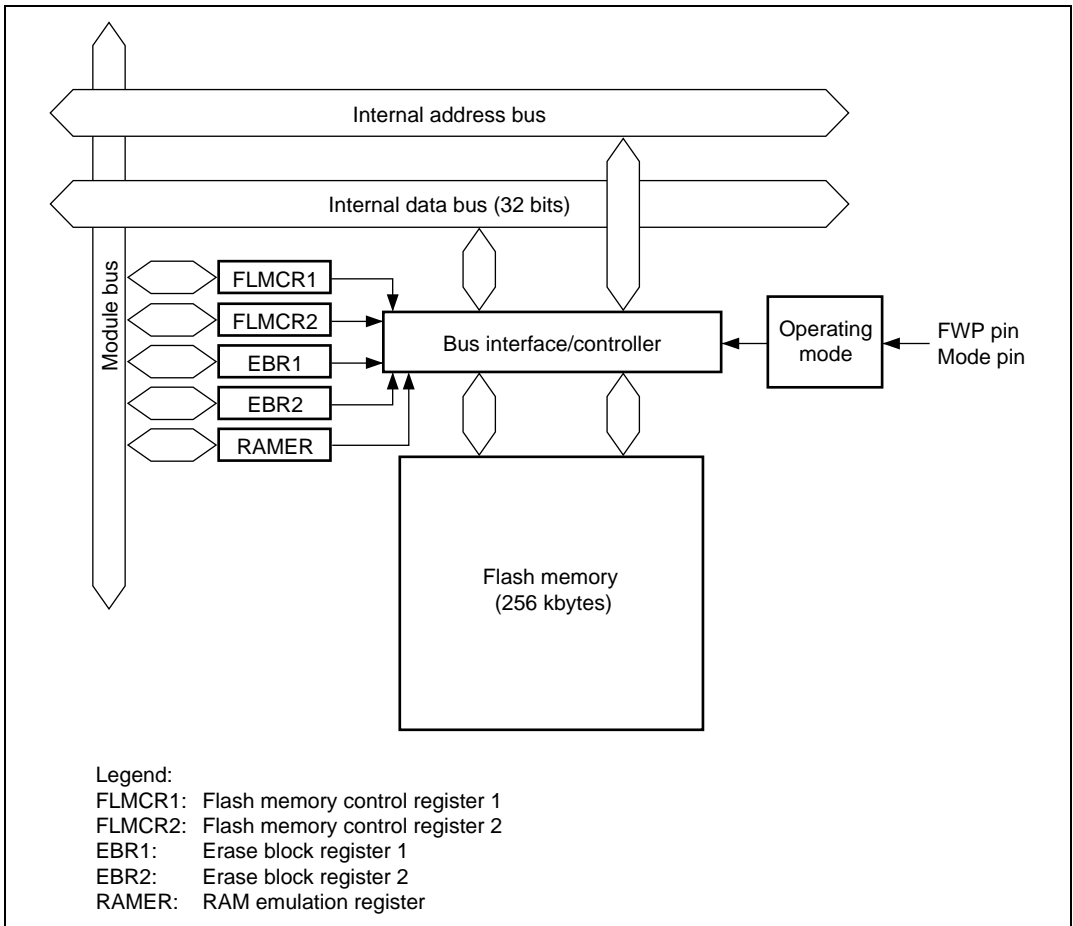 Internal address bus
Internal data bus (32 bits)
Module bus
FLMCR1
FLMCR2
EBR1
EBR2
RAMER
Bus interface/controller
Operating
mode
FWP pin
Mode pin
Flash memory
(256 kbytes)
Legend:
FLMCR1: Flash memory control register 1
FLMCR2: Flash memory control register 2
EBR1: Erase block register 1
EBR2: Erase block register 2
RAMER: RAM emulation register